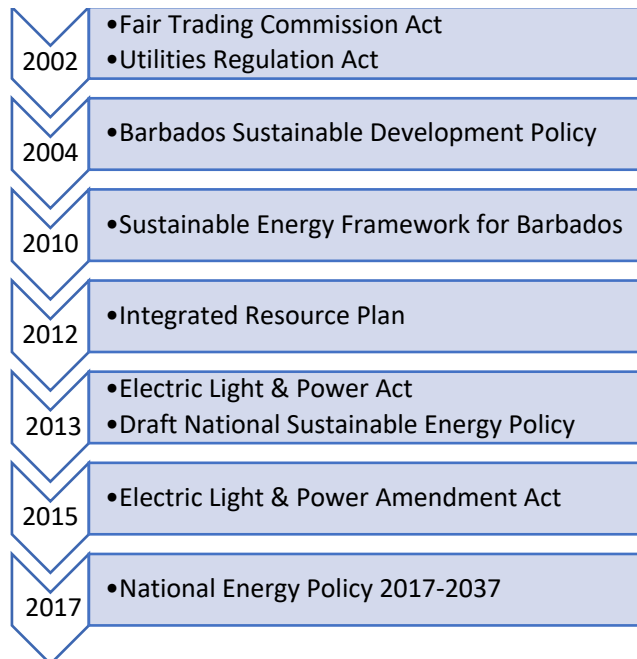 2002
•Fair Trading Commission Act
•Utilities Regulation Act
2004
•Barbados Sustainable Development Policy
2010
•Sustainable Energy Framework for Barbados
2012
•Integrated Resource Plan
2013
•Electric Light & Power Act
•Draft National Sustainable Energy Policy
2015
•Electric Light & Power Amendment Act
2017
•National Energy Policy 2017-2037